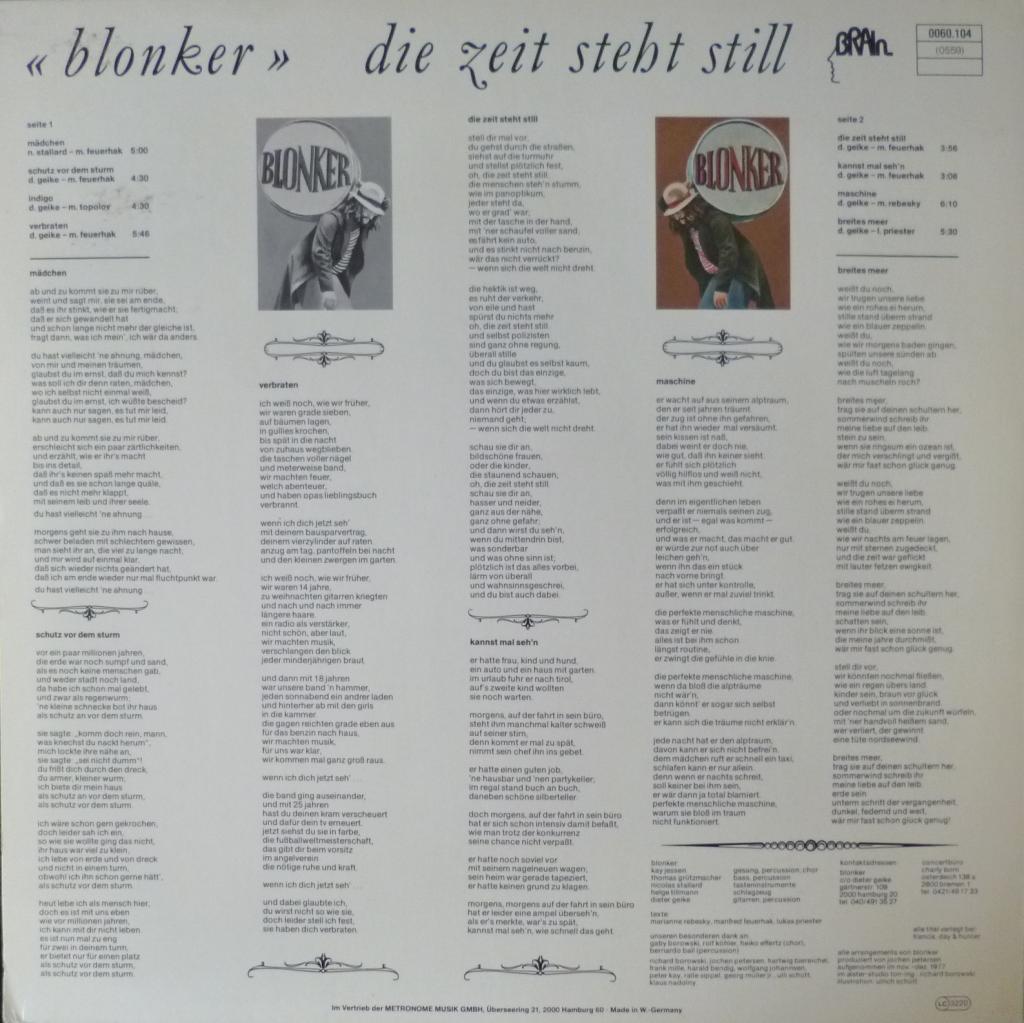 « blonker » die zeit steht still
BRAIn
0060.104
(0559)
seite 1
mädchen
n. stallard – m. feuerhak 5:00
schutz vor dem sturm
d. geike – m. feuerhak 4:30
indigo
d. geike – m. topolov 4:30
verbraten
d. geike – m. feuerhak 5:46
mädchen
ab und zu kommt sie zu mir rüber,
weint und sagt mir, sie sei am ende,
daß es ihr stinkt, wie er sie fertigmacht,
daß er sich gewandelt hat
und schon lange nicht mehr der gleiche ist,
fragt dann, was ich mein', ich wär da anders.
du hast vielleicht 'ne ahnung, mädchen,
von mir und meinen träumen,
glaubst du im ernst, daß du mich kennst?
was soll ich dir denn raten, mädchen,
wo ich selbst nicht einmal weiß,
glaubst du im ernst, ich wüßte bescheid?
kann auch nur sagen, es tut mir leid,
kann auch nur sagen, es tut mir leid.
ab und zu kommt sie zu mir rüber,
erschleicht sich ein paar zärtlichkeiten,
und erzählt, wie er ihr's macht
bis ins detail,
daß ihr's keinen spaß mehr macht,
und daß es sie schon lange quäle,
daß es nicht mehr klappt,
mit seinem leib und ihrer seele.
du hast vielleicht 'ne ahnung ...
morgens geht sie zu ihm nach hause,
schwer beladen mit schlechtem gewissen,
man sieht ihr an, die viel zu lange nacht,
und mir wird auf einmal klar,
daß sich wieder nichts geändert hat,
daß ich am ende wieder nur mal fluchtpunkt war.
du hast vielleicht 'ne ahnung ...
schutz vor dem sturm
vor ein paar millionen jahren,
die erde war noch sumpf und sand,
als es noch keine menschen gab,
und weder stadt noch land,
da habe ich schon mal gelebt,
und zwar als regenwurm:
'ne kleine schnecke bot ihr haus
als schutz an vor dem sturm.
sie sagte: „komm doch rein, mann,
was kriechst du nackt herum",
mich lockte ihre nähe an,
sie sagte: „sei nicht dumm"!
du frißt dich durch den dreck,
du armer, kleiner wurm,
ich biete dir mein haus
als schutz an vor dem sturm,
als schutz vor dem sturm.
ich wäre schon gern gekrochen,
doch leider sah ich ein,
so wie sie wollte ging das nicht,
ihr haus war viel zu klein,
ich lebe von erde und von dreck
und nicht in einem turm,
obwohl ich ihn schon gerne hätt',
als schutz vor dem sturm.
heut lebe ich als mensch hier,
doch es ist mit uns eben
wie vor millionen jahren,
ich kann mit dir nicht leben.
es ist nun mal zu eng
für zwei in deinem turm,
er bietet nur für einen platz
als schutz vor dem sturm,
als schutz vor dem sturm.
BLONKER
verbraten
ich weiß noch, wie wir früher,
wir waren grade sieben,
auf bäumen lagen,
in gullies krochen,
bis spät in die nacht
von zuhaus wegblieben.
die taschen voller nägel
und meterweise band,
wir machten feuer,
welch abenteuer,
und haben opas lieblingsbuch
verbrannt.
wenn ich dich jetzt seh'
mit deinem bausparvertrag,
deinem vierzylinder auf raten
anzug am tag, pantoffeln bei nacht
und den kleinen zwergen im garten.
ich weiß noch, wie wir früher,
wir waren 14 jahre,
zu weihnachten gitarren kriegten
und nach und nach immer
längere haare.
ein radio als verstärker,
nicht schön, aber laut,
wir machten musik,
verschlangen den blick
jeder minderjährigen braut.
und dann mit 18 jahren
war unsere band 'n hammer,
jeden sonnabend ein andrer laden
und hinterher ab mit den girls
in die kammer.
die gagen reichten grade eben aus
für das benzin nach haus,
wir machten musik,
für uns war klar,
wir kommen mal ganz groß raus.
wenn ich dich jetzt seh' ...
die band ging auseinander,
und mit 25 jahren
hast du deinen kram verscheuert
und dafür dein tv erneuert.
jetzt siehst du sie in farbe,
die fußballweltmeisterschaft,
das gibt dir beim vorsitz
im angelverein
die nötige ruhe und kraft.
wenn ich dich jetzt seh' ...
und dabei glaubte ich,
du wirst nicht so wie sie,
doch leider stell ich fest,
sie haben dich verbraten.
die zeit steht still
stell dir mal vor,
du gehst durch die straßen,
siehst auf die turmuhr
und stellst plötzlich fest,
oh, die zeit steht still.
die menschen steh'n stumm,
wie im panoptikum,
jeder steht da,
wo er grad' war,
mit der tasche in der hand,
mit 'ner schaufel voller sand,
es fährt kein auto,
und es stinkt nicht nach benzin,
wär das nicht verrückt?
– wenn sich die welt nicht dreht.
die hektik ist weg,
es ruht der verkehr,
von eile und hast
spürst du nichts mehr
oh, die zeit steht still.
und selbst polizisten
sind ganz ohne regung,
überall stille
und du glaubst es selbst kaum,
doch du bist das einzige,
was sich bewegt,
das einzige, was hier wirklich lebt,
und wenn du etwas erzählst,
dann hört dir jeder zu,
niemand geht;
– wenn sich die welt nicht dreht.
schau sie dir an,
bildschöne frauen,
oder die kinder,
die staunend schauen;
oh, die zeit steht still
schau sie dir an,
hasser und neider,
ganz aus der nähe,
ganz ohne gefahr;
und dann wirst du seh'n,
wenn du mittendrin bist,
was sonderbar
und was ohne sinn ist;
plötzlich ist das alles vorbei,
lärm von überall
und wahnsinnsgeschrei,
und du bist auch dabei.
kannst mal seh'n
er hatte frau, kind und hund,
ein auto und ein haus mit garten.
im urlaub fuhr er nach tirol,
auf's zweite kind wollten
sie noch warten.
morgens, auf der fahrt in sein büro,
steht ihm manchmal kalter schweiß
auf seiner stirn,
denn kommt er mal zu spät,
nimmt sein chef ihn ins gebet.
er hatte einen guten job,
'ne hausbar und 'nen partykeller,
im regal stand buch an buch,
daneben schöne silberteller.
doch morgens, auf der fahrt in sein büro
hat er sich schon intensiv damit befaßt,
wie man trotz der konkurrenz
seine chance nicht verpaßt.
er hatte noch soviel vor
mit seinem nagelneuen wagen;
sein heim war gerade tapeziert,
er hatte keinen grund zu klagen.
morgens, morgens auf der fahrt in sein büro
hat er leider eine ampel überseh'n,
als er's merkte, war's zu spät,
kannst mal seh'n, wie schnell das geht.
BLONKER
maschine
er wacht auf aus seinem alptraum,
den er seit jahren träumt.
der zug ist ohne ihn gefahren,
er hat ihn wieder mal versäumt.
sein kissen ist naß,
dabei weint er doch nie,
wie gut, daß ihn keiner sieht.
er fühlt sich plötzlich
völlig hilflos und weiß nicht,
was mit ihm geschieht.
denn im eigentlichen leben
verpaßt er niemals seinen zug,
und er ist – egal was kommt –
erfolgreich,
und was er macht, das macht er gut.
er würde zur not auch über
leichen geh'n,
wenn ihn das ein stück
nach vorne bringt.
er hat sich unter kontrolle,
außer, wenn er mal zuviel trinkt.
die perfekte menschliche maschine,
was er fühlt und denkt,
das zeigt er nie.
alles ist bei ihm schon
längst routine,
er zwingt die gefühle in die knie.
die perfekte menschliche maschine,
wenn da bloß die alpträume
nicht wär'n,
dann könnt' er sogar sich selbst
betrügen.
er kann sich die träume nicht erklär'n.
jede nacht hat er den alptraum,
davon kann er sich nicht befrei'n.
dem mädchen ruft er schnell ein taxi,
schlafen kann er nur allein.
denn wenn er nachts schreit,
soll keiner bei ihm sein,
er wär dann ja total blamiert.
perfekte menschliche maschine,
warum sie bloß im traum
nicht funktioniert.
seite 2
die zeit steht still
d. geike – m. feuerhak 3:56
kannst mal seh'n
d. geike – m. feuerhak 3:08
maschine
d. geike – m. rebesky 6:10
breites meer
d. geike – l. priester 5:30
breites meer
weißt du noch,
wir trugen unsere liebe
wie ein rohes ei herum,
stille stand überm strand
wie ein blauer zeppelin.
weißt du,
wie wir morgens baden gingen,
spülten unsere sünden ab.
weißt du noch,
wie die luft tagelang
nach muscheln roch?
breites meer,
trag sie auf deinen schultern her,
sommerwind schreib ihr
meine liebe auf den leib.
stein zu sein,
wenn sie ringsum ein ozean ist,
der mich verschlingt und vergißt,
wär mir fast schon glück genug.
weißt du noch,
wir trugen unsere liebe
wie ein rohes ei herum,
stille stand überm strand
wie ein blauer zeppelin.
weißt du,
wie wir nachts am feuer lagen,
nur mit sternen zugedeckt,
und die zeit war geflickt
mit lauter fetzen ewigkeit.
breites meer,
trag sie auf deinen schultern her,
sommerwind schreib ihr
meine liebe auf den leib.
schatten sein,
wenn ihr blick eine sonne ist,
die meine jahre durchmißt,
wär mir fast schon glück genug.
stell dir vor,
wir könnten nochmal fließen,
wie ein regen übers land.
kinder sein, braun vor glück
und verliebt in sonnenbrand.
oder nochmal um die zukunft würfeln,
mit 'ner handvoll heißem sand,
wer verliert, der gewinnt
eine tüte nordseewind.
breites meer,
trag sie auf deinen schultern her,
sommerwind schreib ihr
meine liebe auf den leib.
erde sein
unterm schritt der vergangenheit,
dunkel, federnd und weit,
wär mir fast schon glück genug!
blonker
kay jessen gesang, percussion, chor
thomas grützmacher bass, percussion
nicolas stallard tasteninstrumente
helge tillmann schlagzeug
dieter geike gitarren, percussion
texte
marianne rebesky, manfred feuerhak, lukas priester
unseren besonderen dank an
gaby borowski, rolf köhler, heiko effertz (chor),
bernardo bail (percussion)
richard borowski, jochen petersen, hartwig biereichel,
frank mille, harald bendig, wolfgang johannsen,
peter kay, ralle oppel, georg müller jr., ulli schütt,
klaus nadolny
kontaktadressen
blonker
c/o dieter geike
gärtnerstr. 108
2000 hamburg 20
tel. 040/491 35 27
concertbüro
charly born
osterdeich 138 a
2800 bremen 1
tel. 0421/49 17 33
alle titel verlegt bei:
francis, day & hunter
alle arrangements von blonker
produziert von jochen petersen
aufgenommen im nov.-dez. 1977
im alster-studio ton-ing.: richard borowski
illustration: ulrich schott
LC 3220
Im Vertrieb der METRONOME MUSIK GMBH, Überseering 21, 2000 Hamburg 60 · Made in W.-Germany